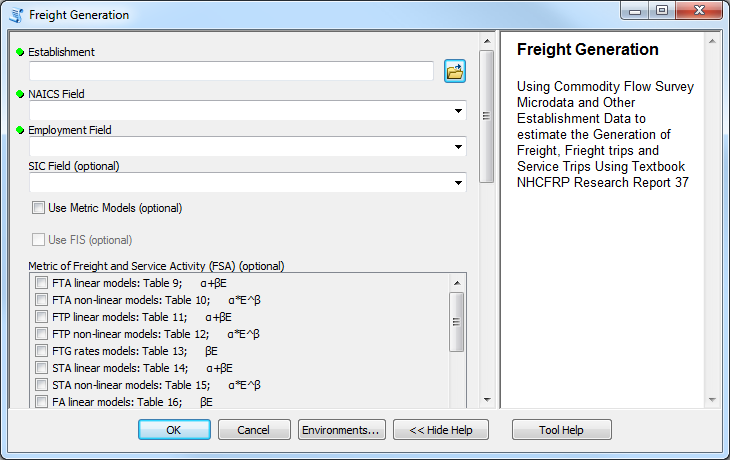 Freight Generation
Establishment
NAICS Field
Employment Field
SIC Field (optional)
Use Metric Models (optional)
Use FIS (optional)
Metric of Freight and Service Activity (FSA) (optional)
FTA linear models: Table 9; α+βE
FTA non-linear models: Table 10; α*E^β
FTP linear models: Table 11; α+βE
FTP non-linear models: Table 12; α*E^β
FTG rates models: Table 13; βE
STA linear models: Table 14; α+βE
STA non-linear models: Table 15; α*E^β
FA linear models: Table 16; βE
Freight Generation
Using Commodity Flow Survey
Microdata and Other
Establishment Data to
estimate the Generation of
Freight, Frieght trips and
Service Trips Using Textbook
NHCFRP Research Report 37
OK
Cancel
Environments...
<< Hide Help
Tool Help